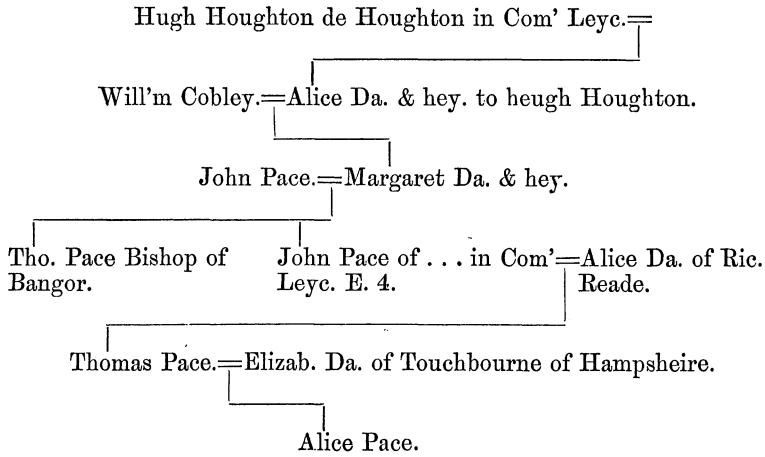 Hugh Houghton de Houghton in Com' Leyc.=
Will'm Cobley.=Alice Da. & hey. to heugh Houghton.
John Pace.=Margaret Da. & hey.
Tho. Pace Bishop of Bangor.
John Pace of . . . in Com' Leyc. E. 4.
=Alice Da. of Ric. Reade.
Thomas Pace.=Elizab. Da. of Touchbourne of Hampsheire.
Alice Pace.